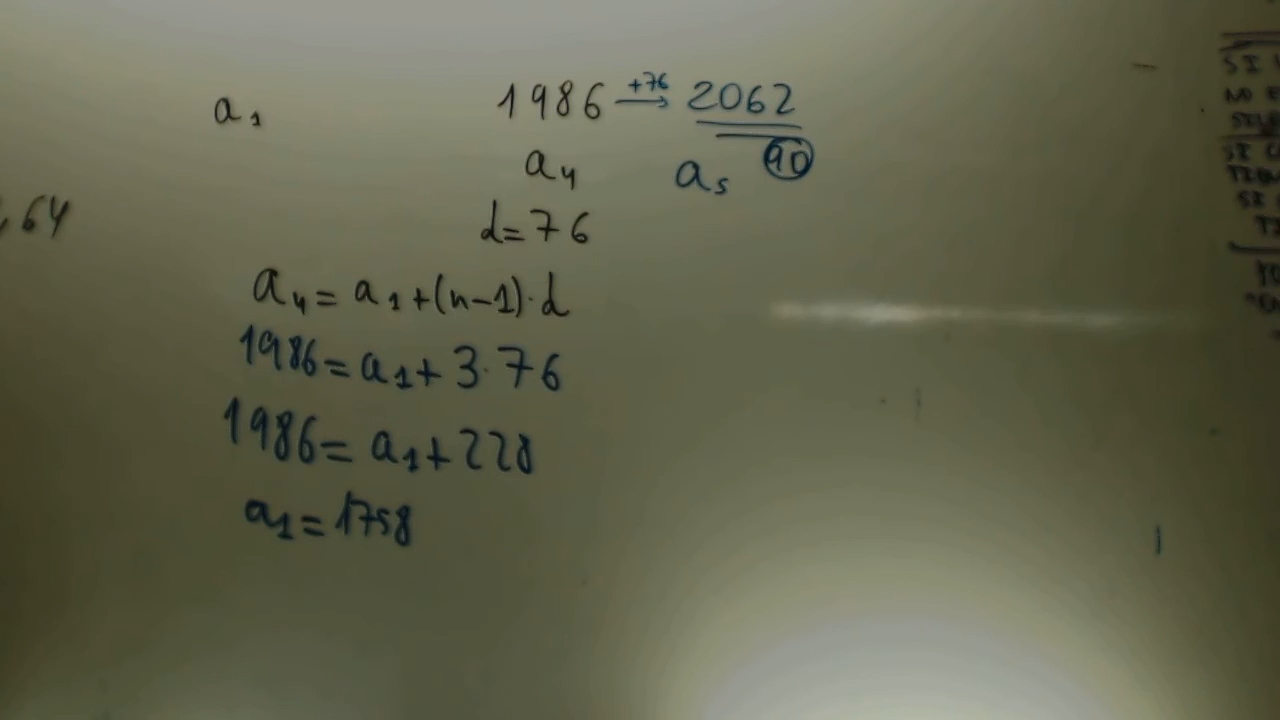 a₁ 1986 +76→ 2062
a₄ a₅ 90
64
d=76
a₄ = a₁+(n-1)·d
1986 = a₁+ 3·76
1986= a₁+228
a₁ = 1758
NO